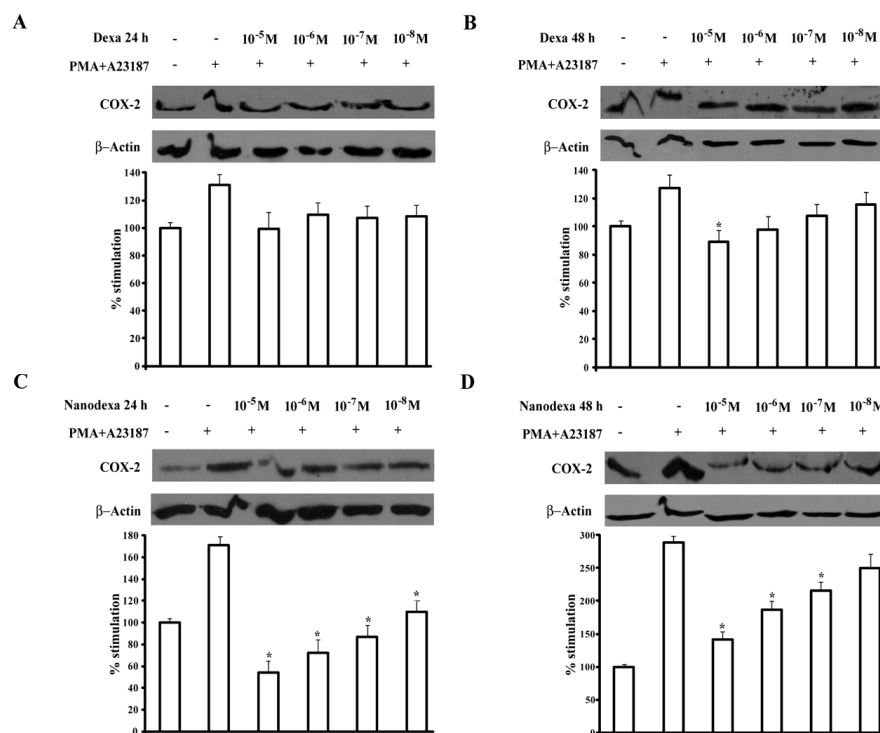 A
Dexa 24 h - - 10-5M 10-6M 10-7M 10-8M
PMA+A23187 - + + + + +
COX-2
β-Actin
% stimulation
140
120
100
80
60
40
20
0
B
Dexa 48 h - - 10-5M 10-6M 10-7M 10-8M
PMA+A23187 - + + + + +
COX-2
β-Actin
% stimulation
140
120
100
80
60
40
20
0
*
C
Nanodexa 24 h - - 10-5M 10-6M 10-7M 10-8M
PMA+A23187 - + + + + +
COX-2
β-Actin
% stimulation
180
160
140
120
100
80
60
40
20
0
* * * *
D
Nanodexa 48 h - - 10-5M 10-6M 10-7M 10-8M
PMA+A23187 - + + + + +
COX-2
β-Actin
% stimulation
300
250
200
150
100
50
0
* * *